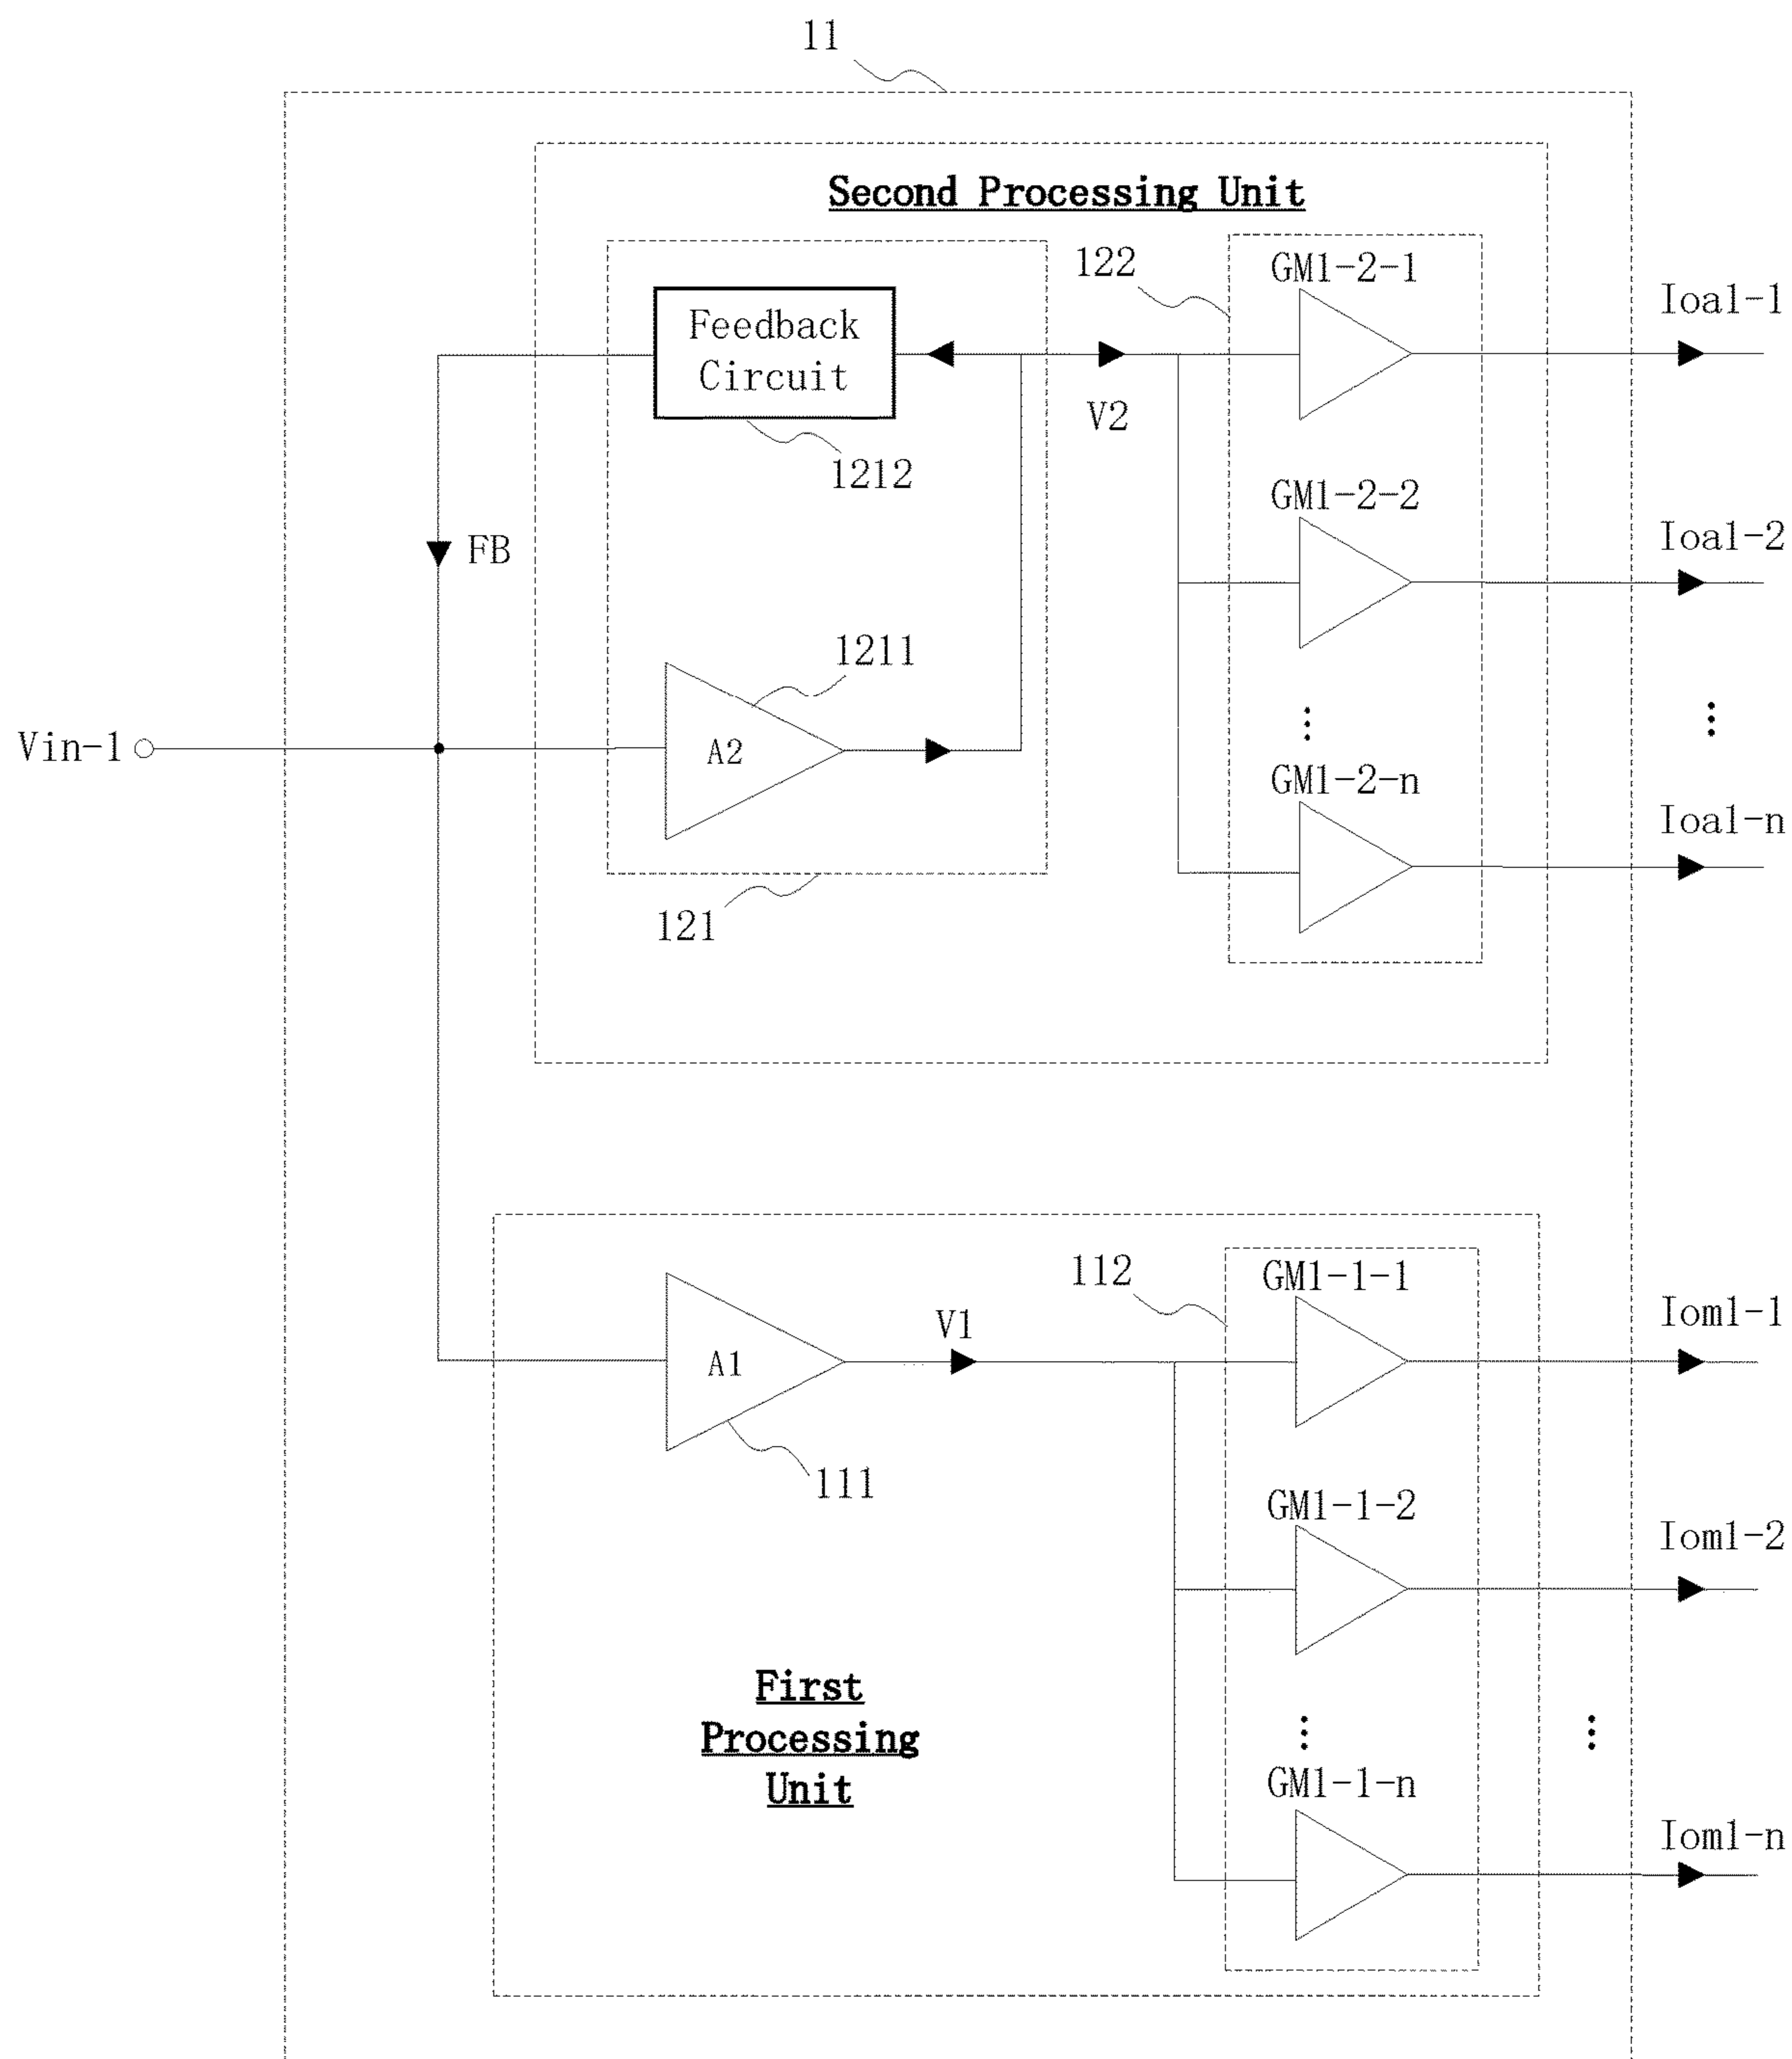 11
Second Processing Unit
122
GM1-2-1
Ioa1-1
Feedback
Circuit
V2
1212
GM1-2-2
Ioa1-2
FB
1211
Vin-1
A2
GM1-2-n
Ioa1-n
121
112
GM1-1-1
Iom1-1
V1
A1
111
GM1-1-2
Iom1-2
First
Processing
Unit
GM1-1-n
Iom1-n